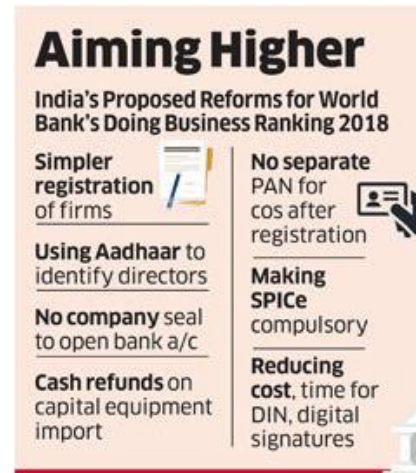 Aiming Higher
India's Proposed Reforms for World
Bank's Doing Business Ranking 2018
Simpler
registration
of firms
Using Aadhaar to
identify directors
No company seal
to open bank a/c
Cash refunds on
capital equipment
import
No separate
PAN for
cos after
registration
Making
SPICe
compulsory
Reducing
cost, time for
DIN, digital
signatures